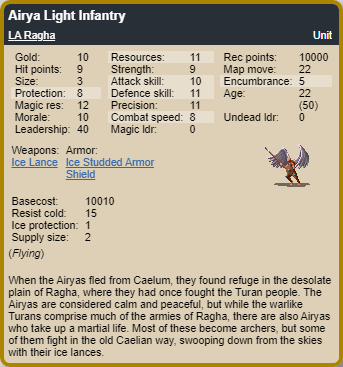 Airya Light Infantry
LA Ragha Unit
Gold: 10 Resources: 11 Rec points: 10000
Hit points: 9 Strength: 9 Map move: 22
Size: 3 Attack skill: 10 Encumbrance: 5
Protection: 8 Defence skill: 11 Age: 22
Magic res: 12 Precision: 11 (50)
Morale: 10 Combat speed: 8 Undead ldr: 0
Leadership: 40 Magic ldr: 0
Weapons: Armor:
Ice Lance Ice Studded Armor
Shield
Basecost: 10010
Resist cold: 15
Ice protection: 1
Supply size: 2
(Flying)
When the Airyas fled from Caelum, they found refuge in the desolate
plain of Ragha, where they had once fought the Turan people. The
Airyas are considered calm and peaceful, but while the warlike
Turans comprise much of the armies of Ragha, there are also Airyas
who take up a martial life. Most of these become archers, but some
of them fight in the old Caelian way, swooping down from the skies
with their ice lances.